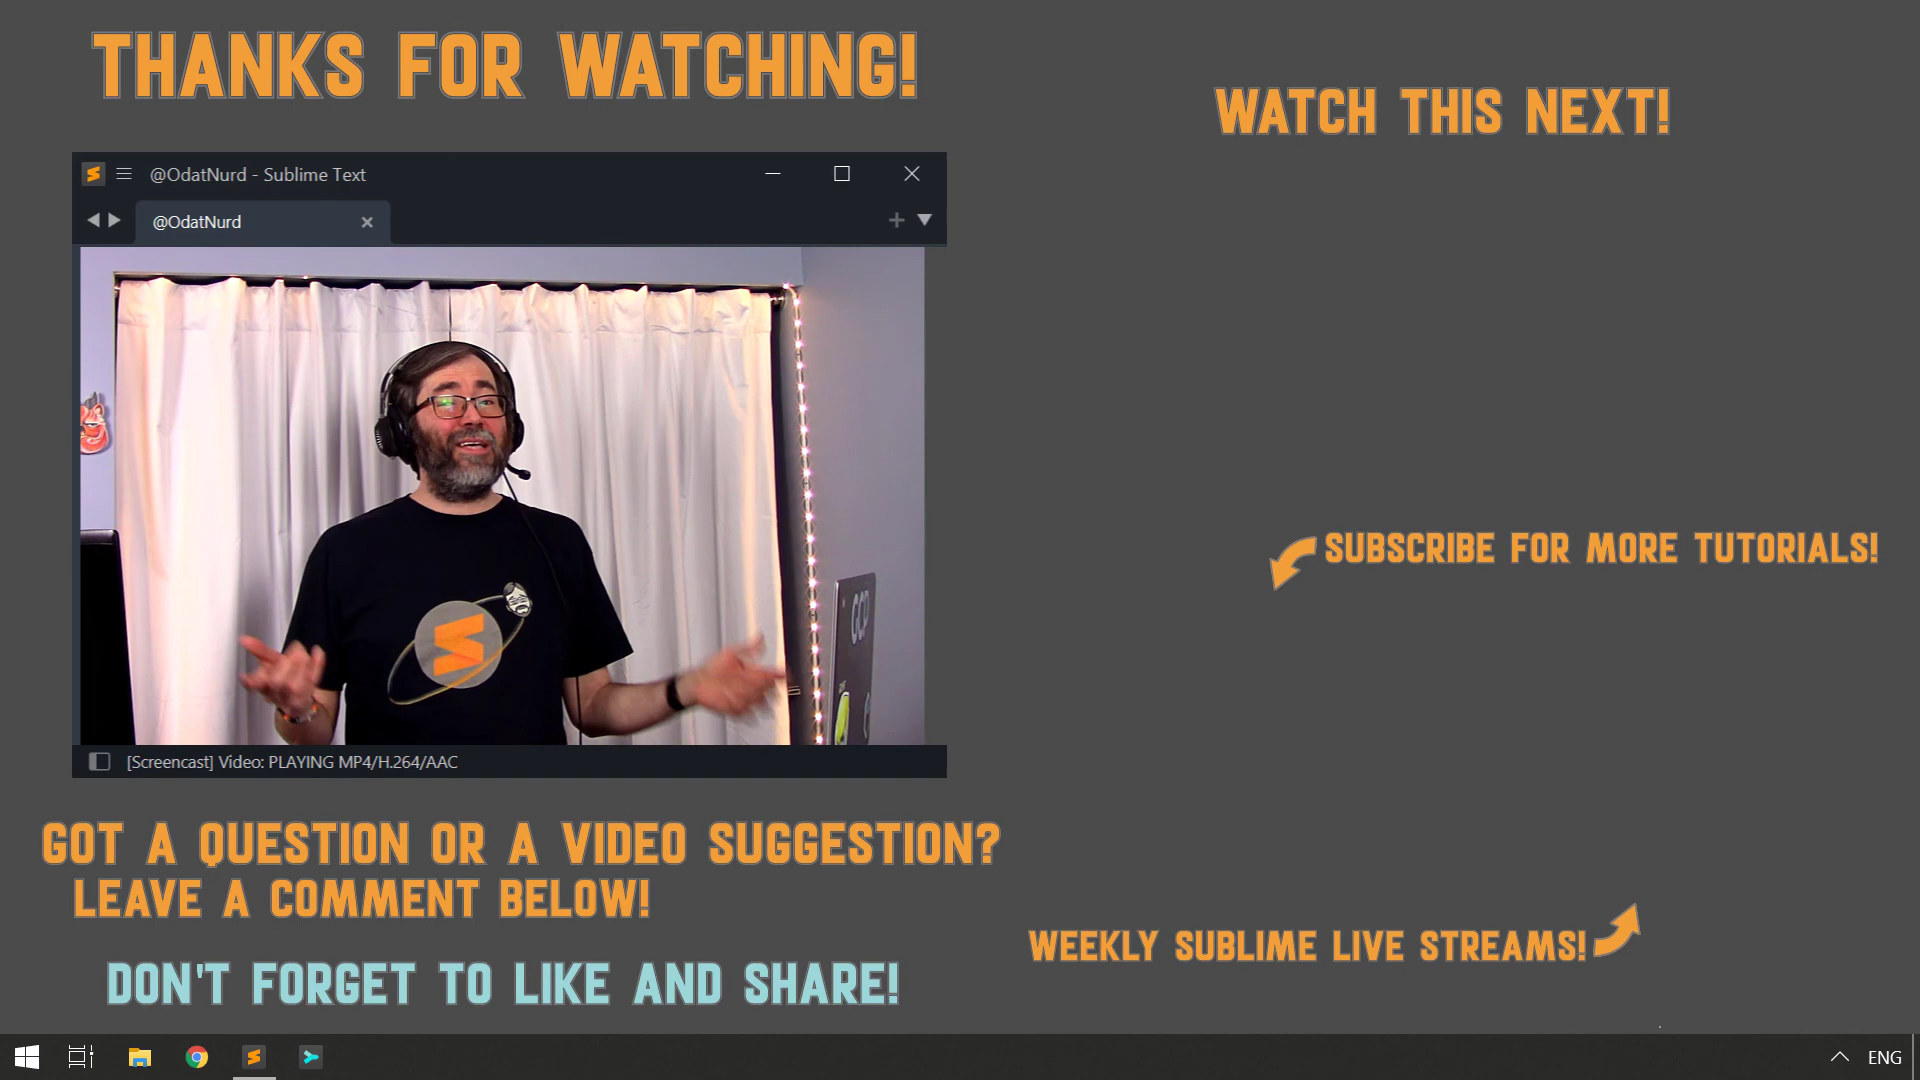 THANKS FOR WATCHING!
WATCH THIS NEXT!
@OdatNurd - Sublime Text
@OdatNurd
GCP
SUBSCRIBE FOR MORE TUTORIALS!
[Screencast] Video: PLAYING MP4/H.264/AAC
GOT A QUESTION OR A VIDEO SUGGESTION?
LEAVE A COMMENT BELOW!
WEEKLY SUBLIME LIVE STREAMS!
DON'T FORGET TO LIKE AND SHARE!
ENG